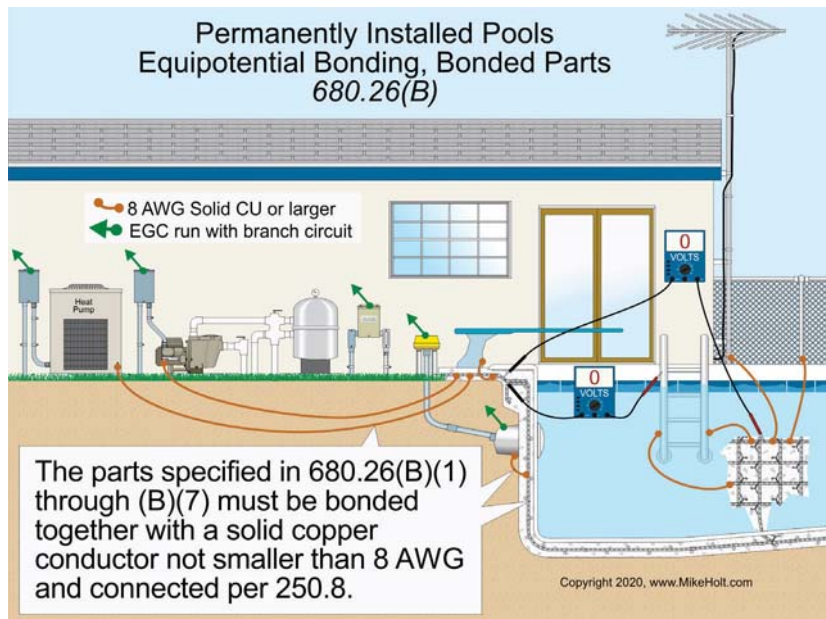 Permanently Installed Pools
Equipotential Bonding, Bonded Parts
680.26(B)
8 AWG Solid CU or larger
EGC run with branch circuit
0
VOLTS
Heat
Pump
0
VOLTS
The parts specified in 680.26(B)(1)
through (B)(7) must be bonded
together with a solid copper
conductor not smaller than 8 AWG
and connected per 250.8.
Copyright 2020, www.MikeHolt.com